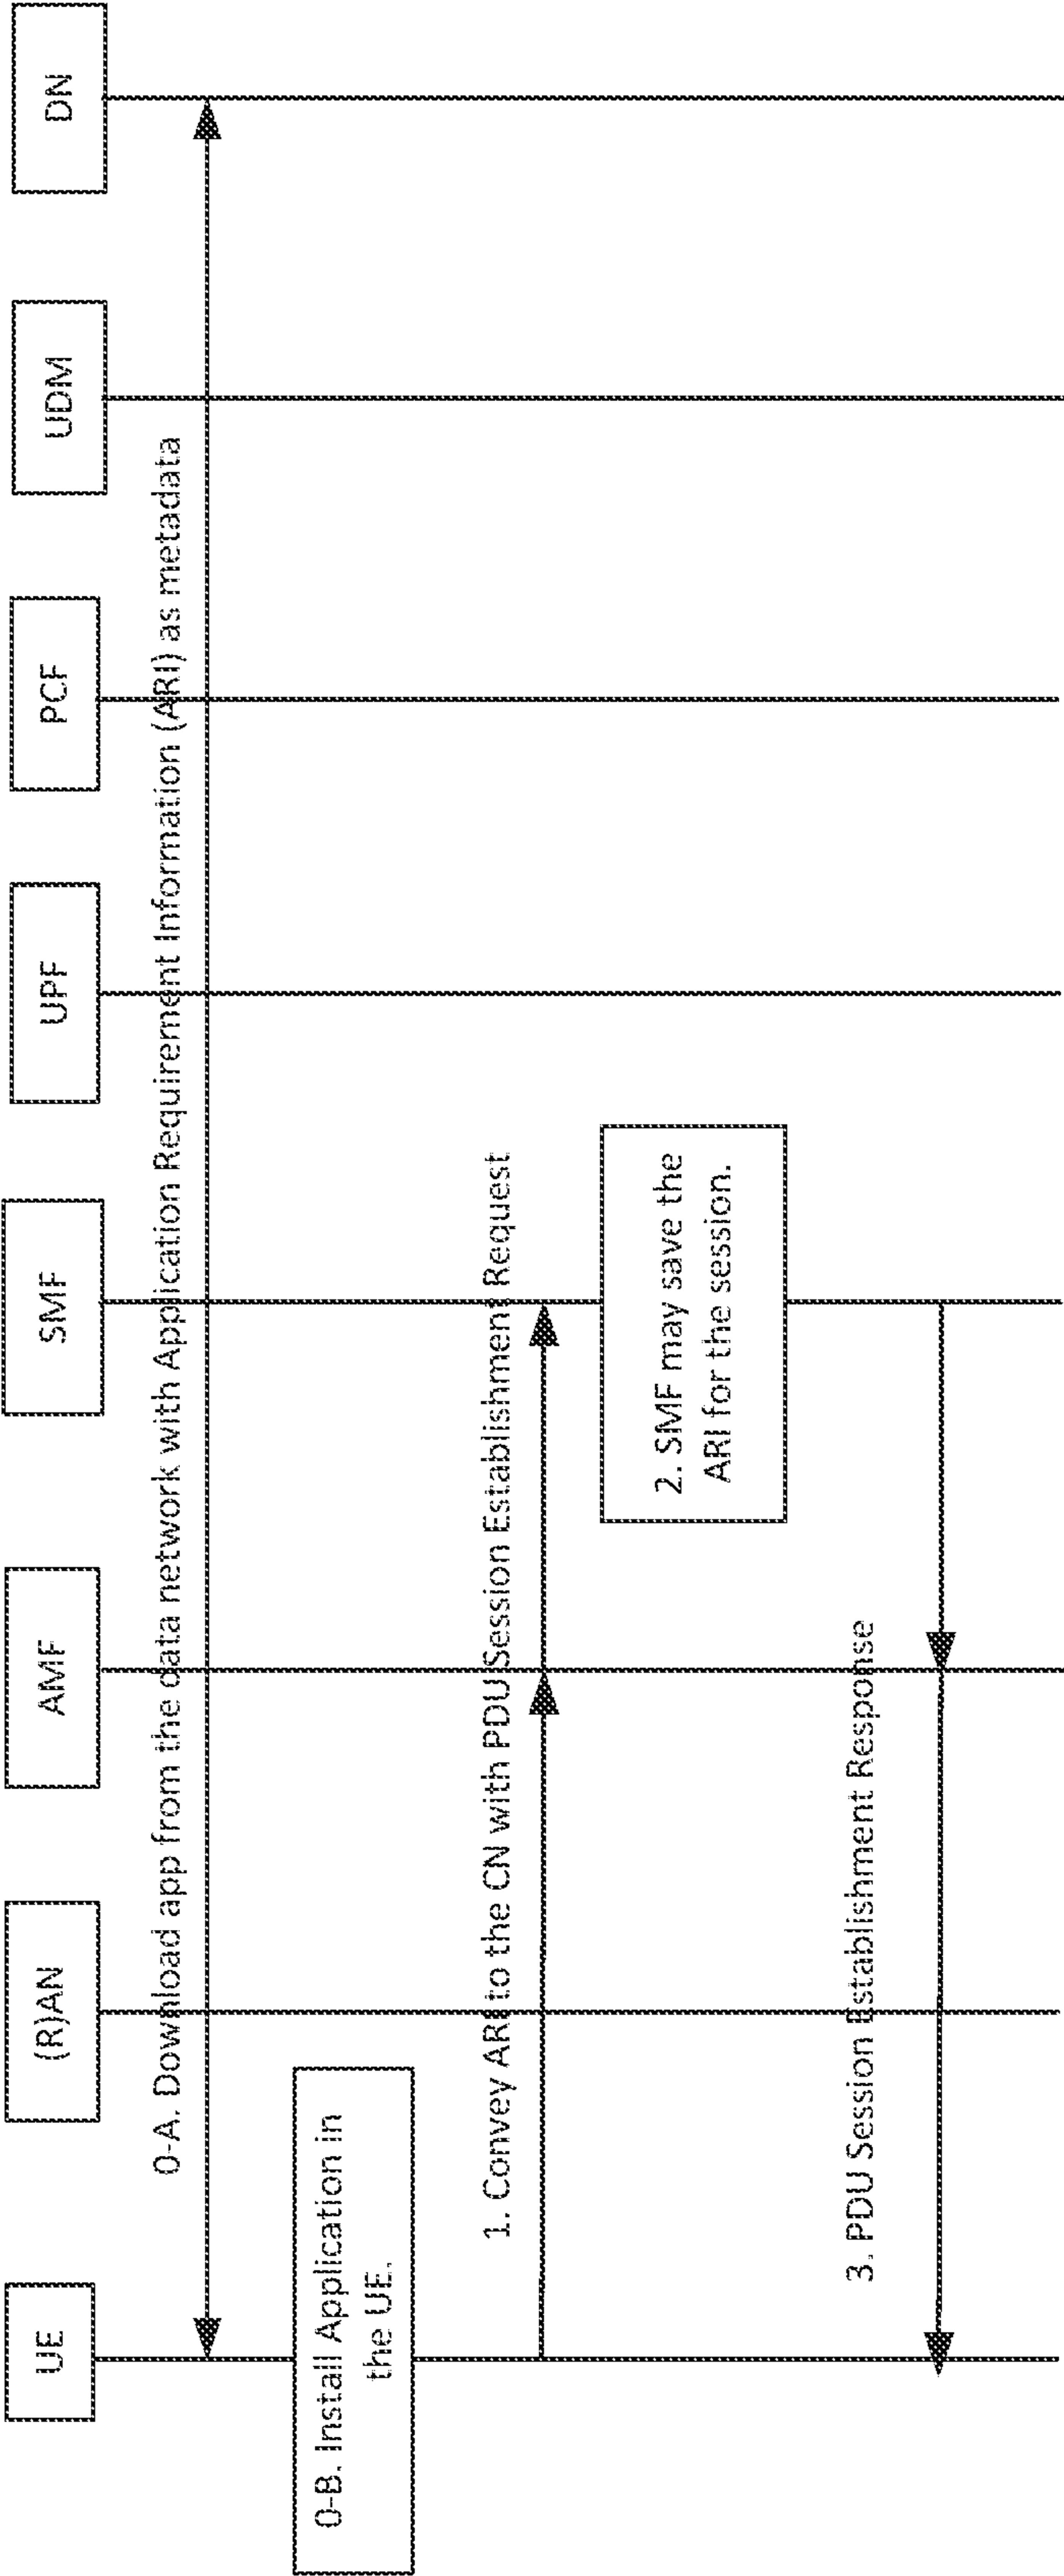 UE
(R)AN
AMF
SMF
UPF
PCF
UDM
DN
0-A. Download app from the data network with Application Requirement Information (ARI) as metadata
0-B. Install Application in
the UE.
1. Convey ARI to the CN with PDU Session Establishment Request
2. SMF may save the
ARI for the session.
3. PDU Session Establishment Response